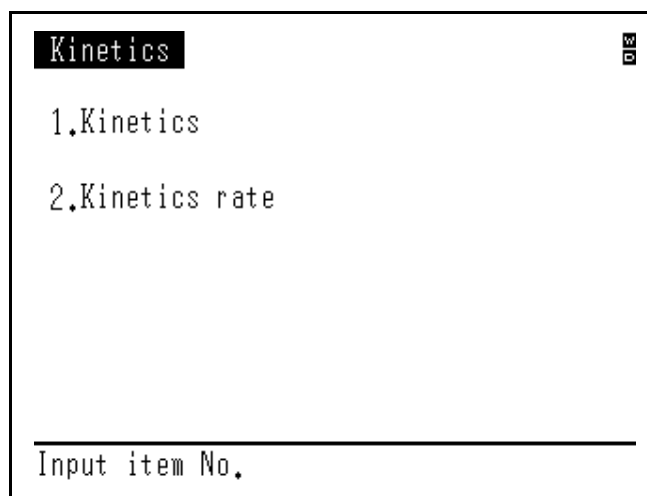 Kinetics
W
D
1.Kinetics
2.Kinetics rate
Input item No.